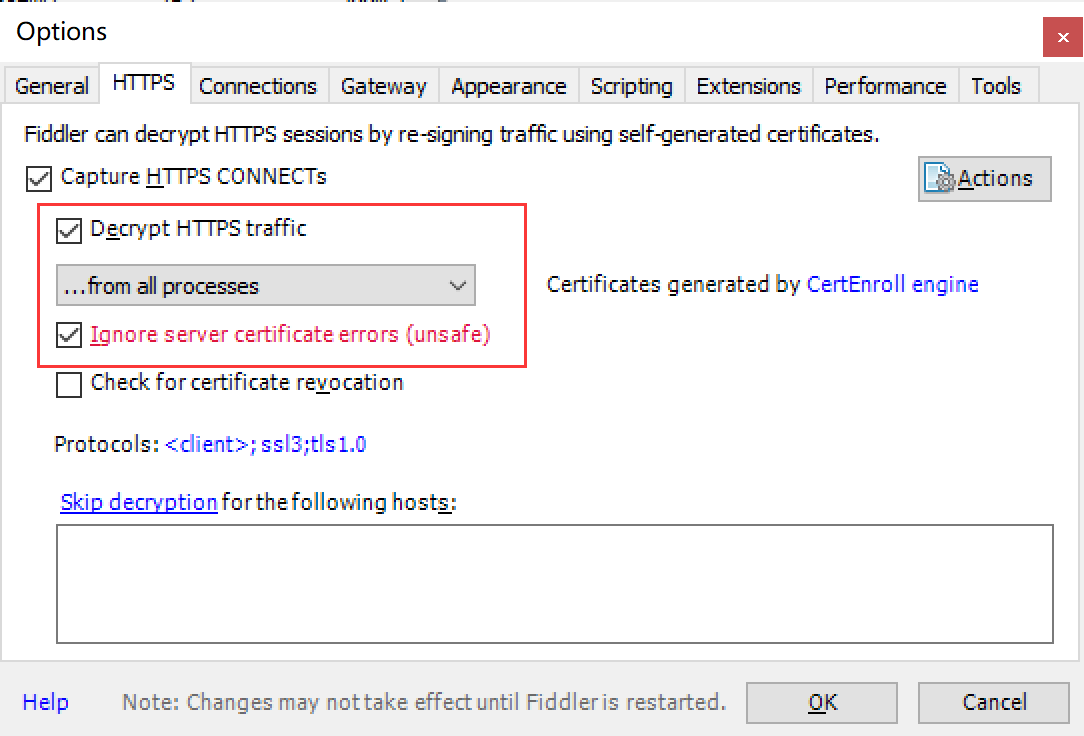 Options
General HTTPS Connections Gateway Appearance Scripting Extensions Performance Tools
Fiddler can decrypt HTTPS sessions by re-signing traffic using self-generated certificates.
Capture HTTPS CONNECTs
Actions
Decrypt HTTPS traffic
...from all processes
Certificates generated by CertEnroll engine
Ignore server certificate errors (unsafe)
Check for certificate revocation
Protocols: <client>; ssl3;tls1.0
Skip decryption for the following hosts:
Help Note: Changes may not take effect until Fiddler is restarted. OK Cancel